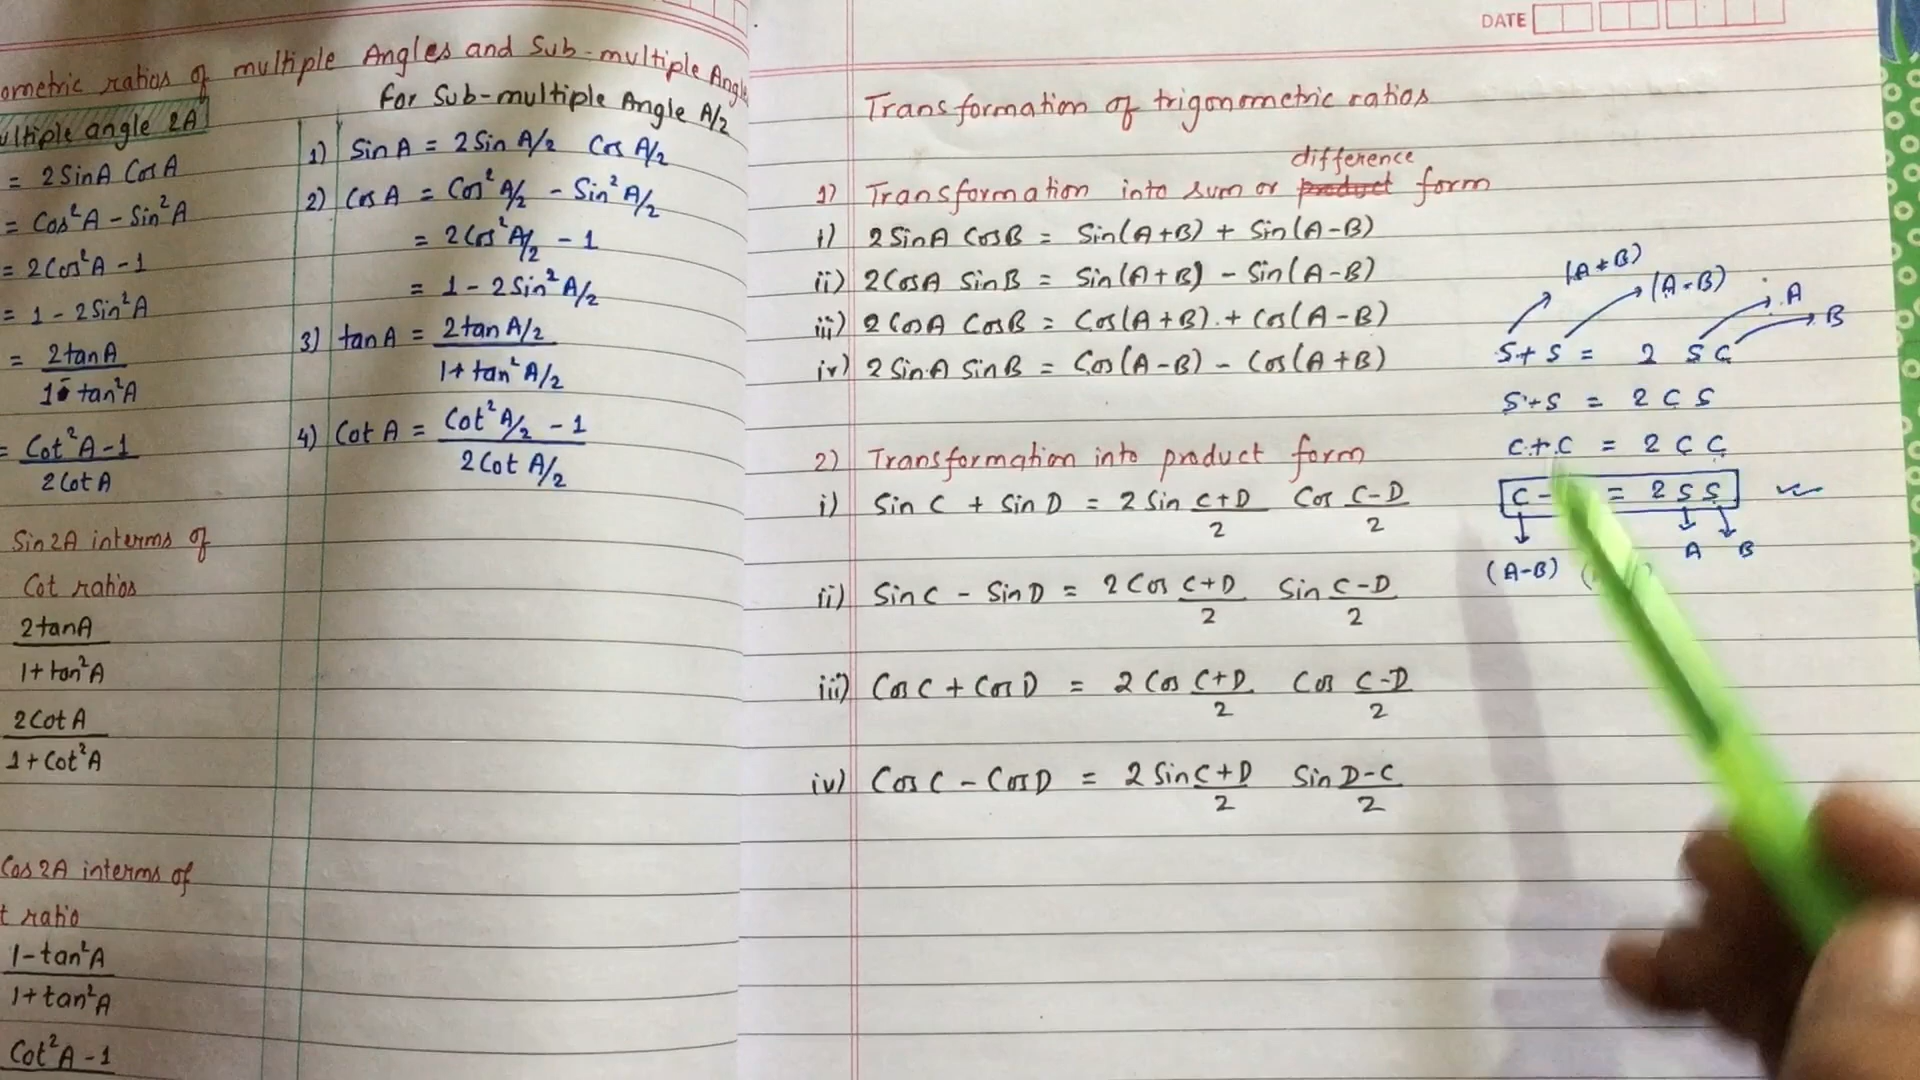 ometric ratios of multiple Angles and Sub-multiple Angle
ultiple angle 2A
= 2SinA CosA
= Cos²A - Sin²A
= 2Cos²A - 1
= 1 - 2Sin²A
= 2tanA / 1 - tan²A
= Cot²A - 1 / 2CotA
Sin2A interms of
Cot ratios
2tanA / 1 + tan²A
2CotA / 1 + Cot²A
Cos2A interms of
t ratio
1 - tan²A / 1 + tan²A
Cot²A - 1
for Sub-multiple Angle A/2
1) SinA = 2Sin A/2 Cos A/2
2) CosA = Cos² A/2 - Sin² A/2
= 2Cos² A/2 - 1
= 1 - 2Sin² A/2
3) tanA = 2tan A/2 / 1 + tan² A/2
4) CotA = Cot² A/2 - 1 / 2Cot A/2
DATE
Transformation of trigonometric ratios
difference
1) Transformation into sum or product form
i) 2SinA CosB = Sin(A+B) + Sin(A-B)
ii) 2CosA SinB = Sin(A+B) - Sin(A-B)
iii) 2CosA CosB = Cos(A+B) + Cos(A-B)
iv) 2SinA SinB = Cos(A-B) - Cos(A+B)
2) Transformation into product form
i) SinC + SinD = 2Sin C+D/2 Cos C-D/2
ii) SinC - SinD = 2Cos C+D/2 Sin C-D/2
iii) CosC + CosD = 2Cos C+D/2 Cos C-D/2
iv) CosC - CosD = 2Sin C+D/2 Sin D-C/2
(A+B)
(A-B)
A
B
S+S = 2 S C
S-S = 2 C S
C+C = 2 C C
C - = 2 S S
A B
(A-B)